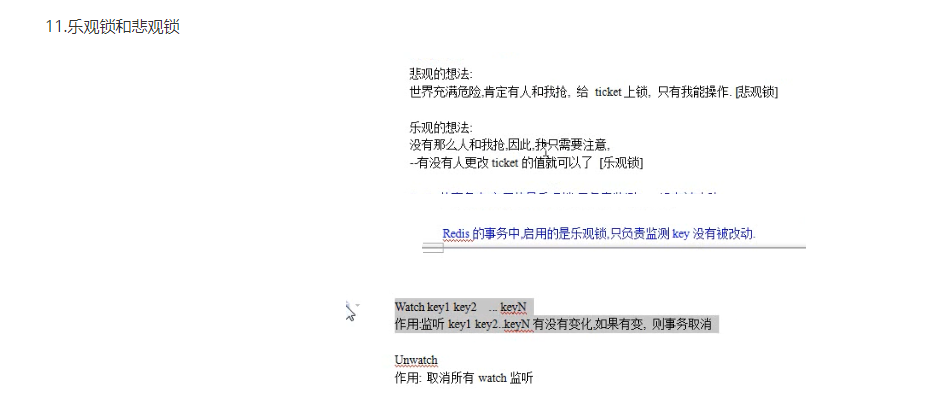 11.乐观锁和悲观锁
悲观的想法:
世界充满危险,肯定有人和我抢, 给 ticket上锁, 只有我能操作. [悲观锁]
乐观的想法:
没有那么人和我抢,因此,我只需要注意,
--有没有人更改 ticket 的值就可以了 [乐观锁]
Redis 的事务中,启用的是乐观锁,只负责监测 key 没有被改动.
Watch key1 key2 ... keyN
作用:监听 key1 key2..keyN 有没有变化,如果有变, 则事务取消
Unwatch
作用: 取消所有 watch 监听